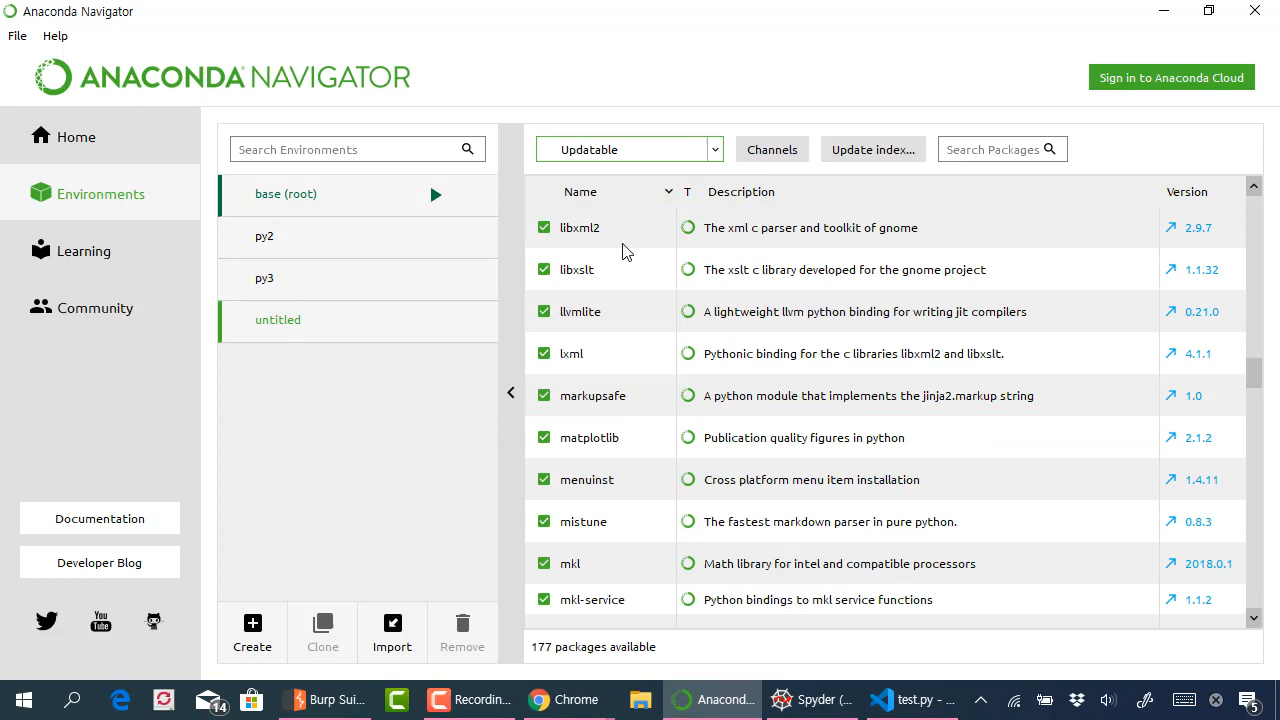 Anaconda Navigator
File Help
ANACONDA NAVIGATOR
Sign in to Anaconda Cloud
Home
Environments
Learning
Community
Documentation
Developer Blog
You Tube
Search Environments
base (root)
py2
py3
untitled
Create Clone Import Remove
Updatable Channels Update index... Search Packages
Name T Description Version
libxml2 The xml c parser and toolkit of gnome 2.9.7
libxslt The xslt c library developed for the gnome project 1.1.32
llvmlite A lightweight llvm python binding for writing jit compilers 0.21.0
lxml Pythonic binding for the c libraries libxml2 and libxslt. 4.1.1
markupsafe A python module that implements the jinja2.markup string 1.0
matplotlib Publication quality figures in python 2.1.2
menuinst Cross platform menu item installation 1.4.11
mistune The fastest markdown parser in pure python. 0.8.3
mkl Math library for intel and compatible processors 2018.0.1
mkl-service Python bindings to mkl service functions 1.1.2
177 packages available
14 Burp Sui... Recordin... Chrome Anacond... Spyder (... test.py - ... 5